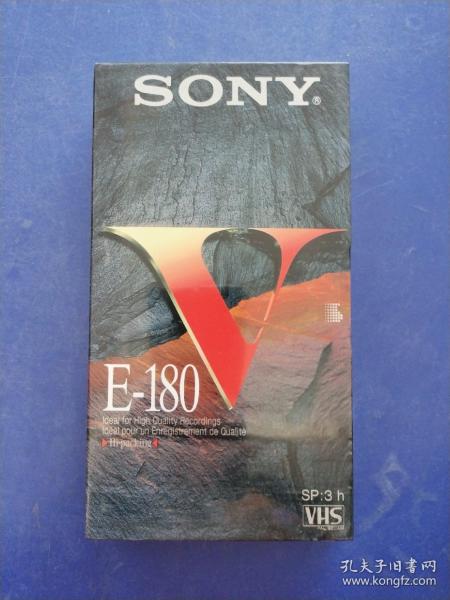 SONY®
V
E-180
Ideal for High Quality Recordings
Idéal pour un Enregistrement de Qualité
Hi-packing
SP:3 h
VHS
孔夫子旧书网
www.kongfz.com